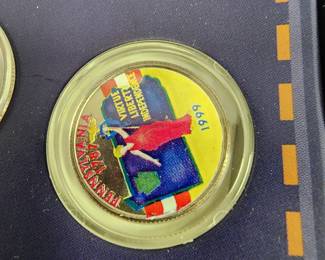 PENNSYLVANIA
1787
VIRTUE
LIBERTY
INDEPENDENCE
1999